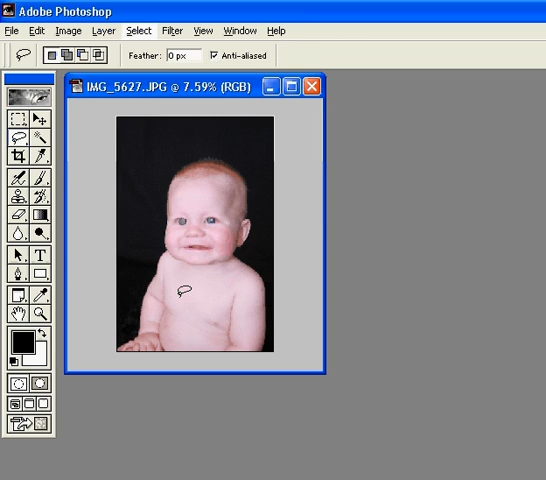 Adobe Photoshop
File Edit Image Layer Select Filter View Window Help
Feather: 0 px Anti-aliased
IMG_5627.JPG @ 7.59% (RGB)
T